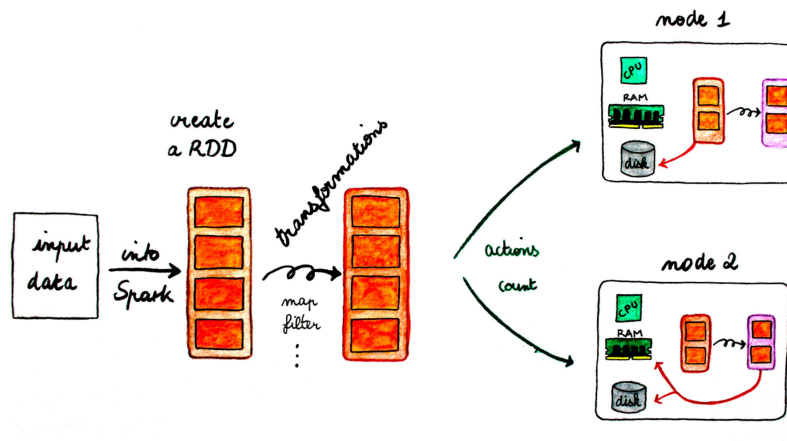 input
data
into
Spark
create
a RDD
transformations
map
filter
⋮
actions
count
node 1
CPU
RAM
disk
node 2
CPU
RAM
disk